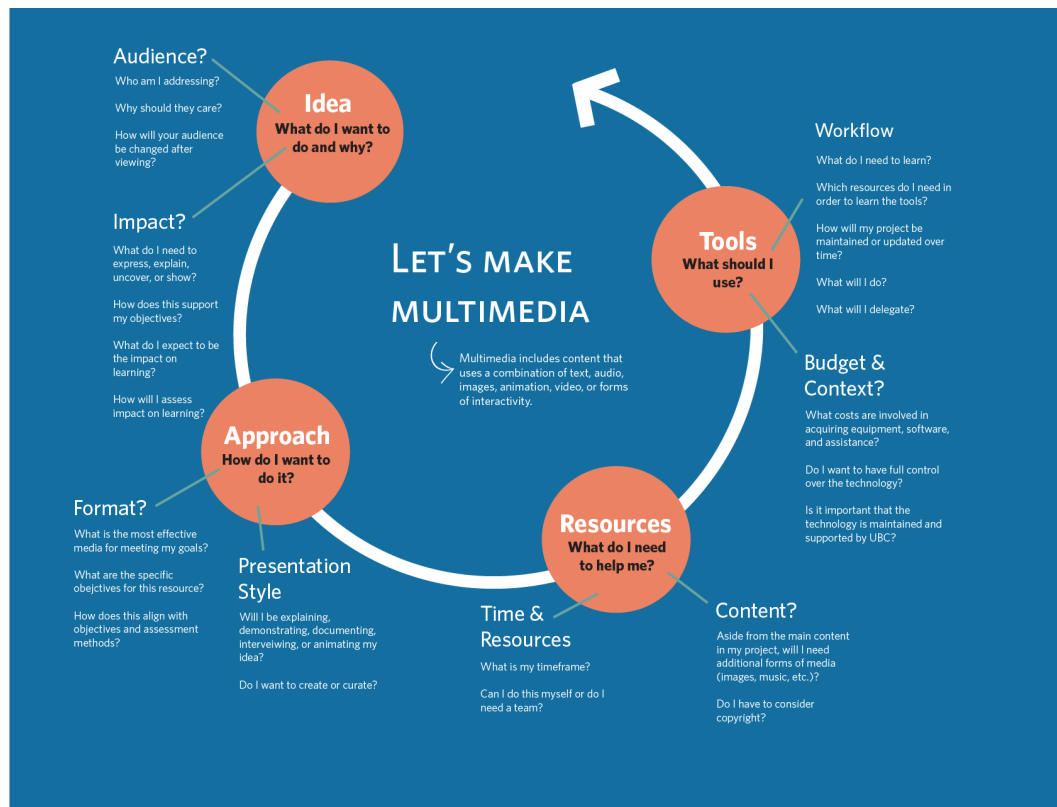 Audience?
Who am I addressing?
Why should they care?
How will your audience
be changed after
viewing?
Idea
What do I want to
do and why?
Impact?
What do I need to
express, explain,
uncover, or show?
How does this support
my objectives?
What do I expect to be
the impact on
learning?
How will I assess
impact on learning?
LET'S MAKE
MULTIMEDIA
Multimedia includes content that
uses a combination of text, audio,
images, animation, video, or forms
of interactivity.
Approach
How do I want to
do it?
Format?
What is the most effective
media for meeting my goals?
What are the specific
obejctives for this resource?
How does this align with
objectives and assessment
methods?
Presentation
Style
Will I be explaining,
demonstrating, documenting,
interveiwing, or animating my
idea?
Do I want to create or curate?
Resources
What do I need
to help me?
Time &
Resources
What is my timeframe?
Can I do this myself or do I
need a team?
Content?
Aside from the main content
in my project, will I need
additional forms of media
(images, music, etc.)?
Do I have to consider
copyright?
Tools
What should I
use?
Workflow
What do I need to learn?
Which resources do I need in
order to learn the tools?
How will my project be
maintained or updated over
time?
What will I do?
What will I delegate?
Budget &
Context?
What costs are involved in
acquiring equipment, software,
and assistance?
Do I want to have full control
over the technology?
Is it important that the
technology is maintained and
supported by UBC?